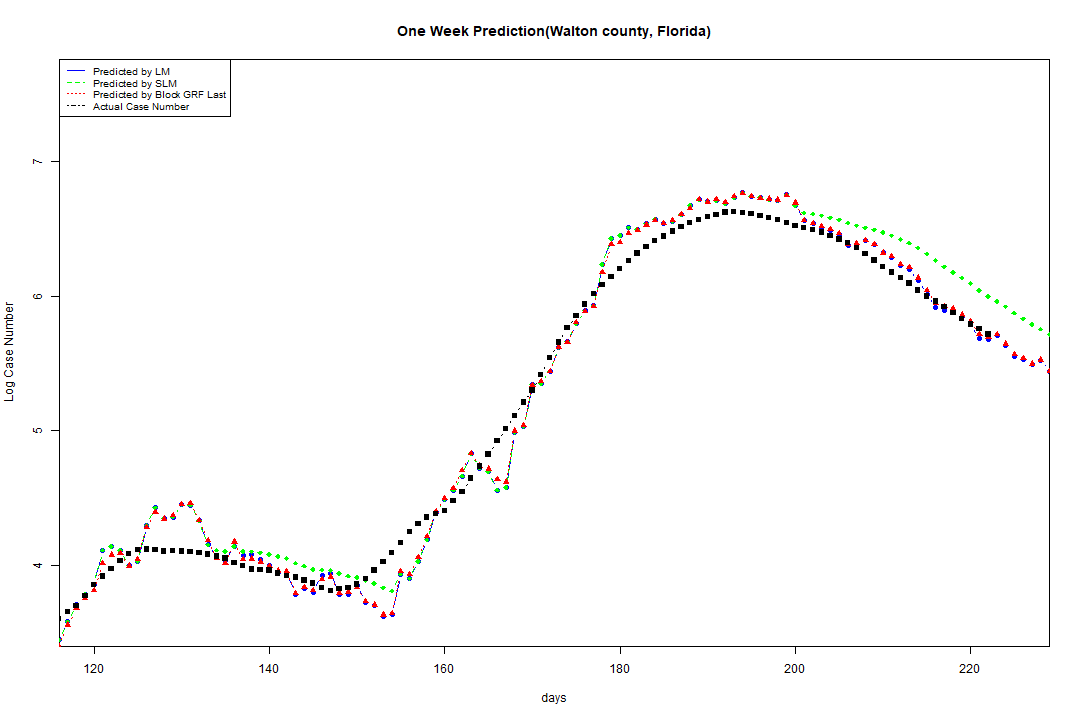 One Week Prediction(Walton county, Florida)
Predicted by LM
Predicted by SLM
Predicted by Block GRF Last
Actual Case Number
7
6
5
4
Log Case Number
120 140 160 180 200 220
days